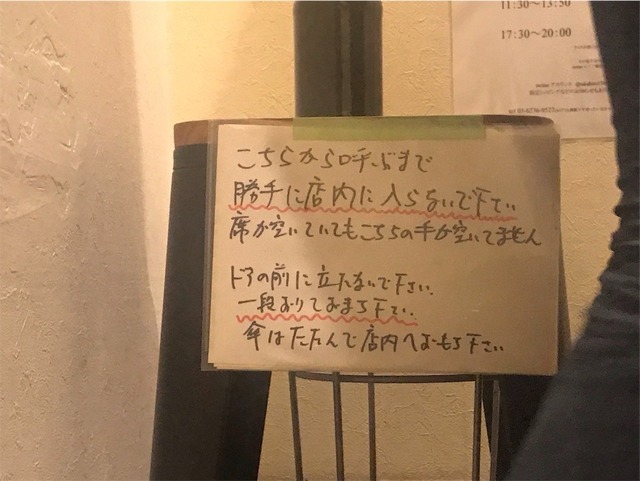 11:30〜13:50
17:30〜20:00
こちらから呼ぶまで
勝手に店内に入らないで下さい
席が空いていてもこちらの手が空いてません
ドアの前に立たないで下さい.
一段おりておまち下さい.
傘はたたんで店内へおもち下さい